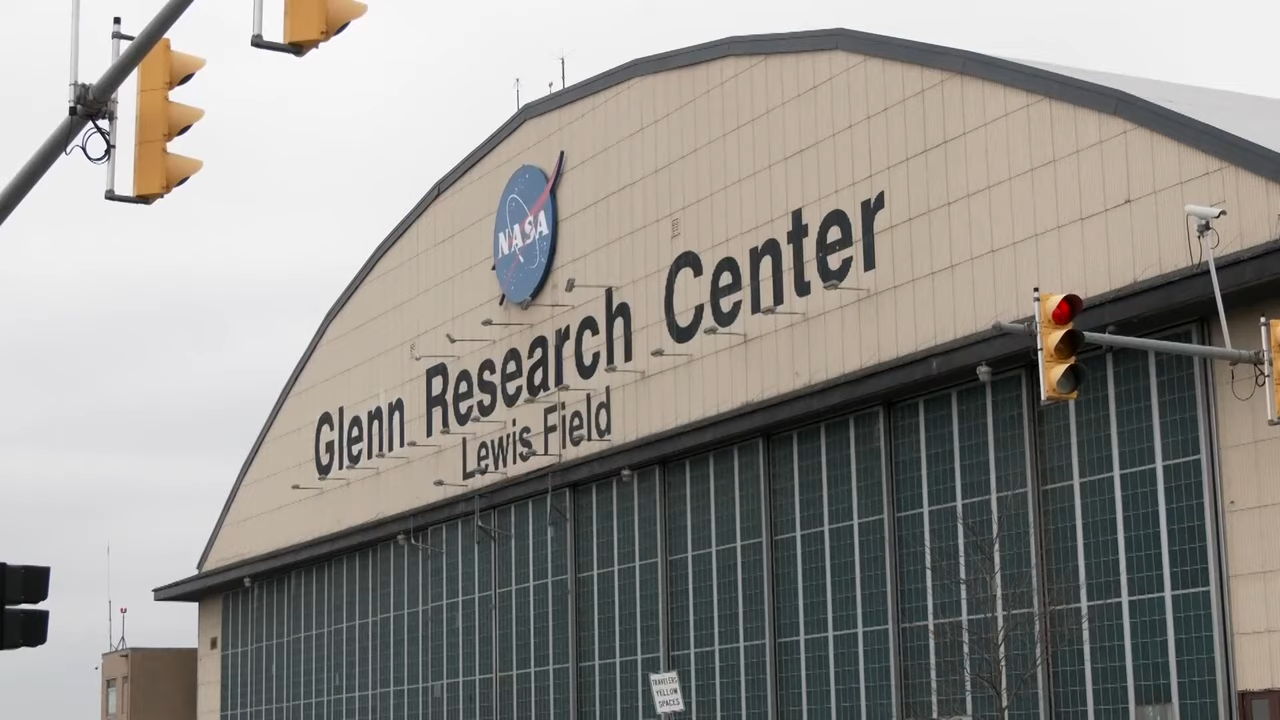 NASA
Glenn Research Center
Lewis Field
TRAVELERS
YELLOW
SPACES